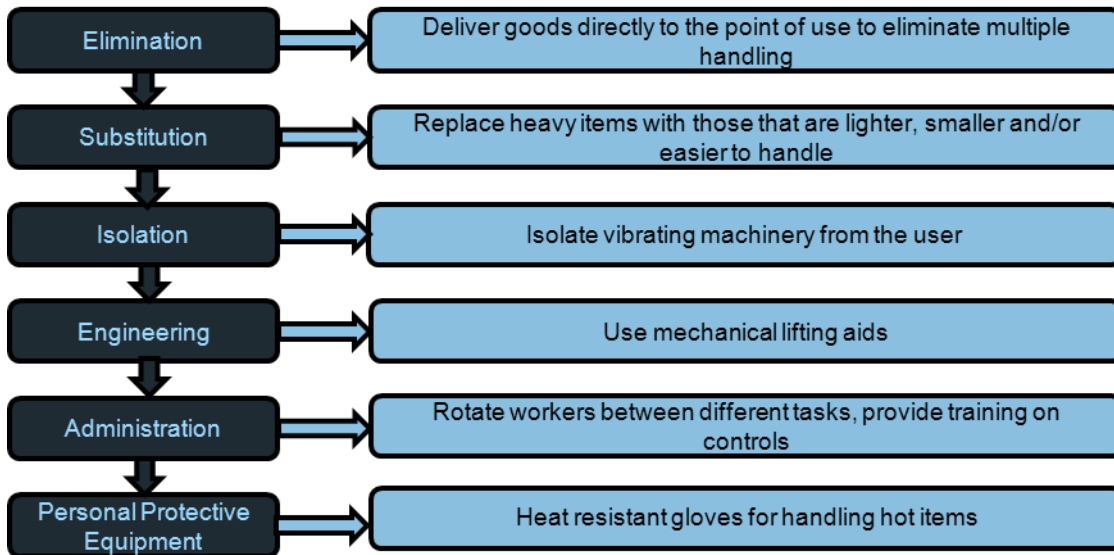 Elimination
Deliver goods directly to the point of use to eliminate multiple
handling
Substitution
Replace heavy items with those that are lighter, smaller and/or
easier to handle
Isolation
Isolate vibrating machinery from the user
Engineering
Use mechanical lifting aids
Administration
Rotate workers between different tasks, provide training on
controls
Personal Protective
Equipment
Heat resistant gloves for handling hot items